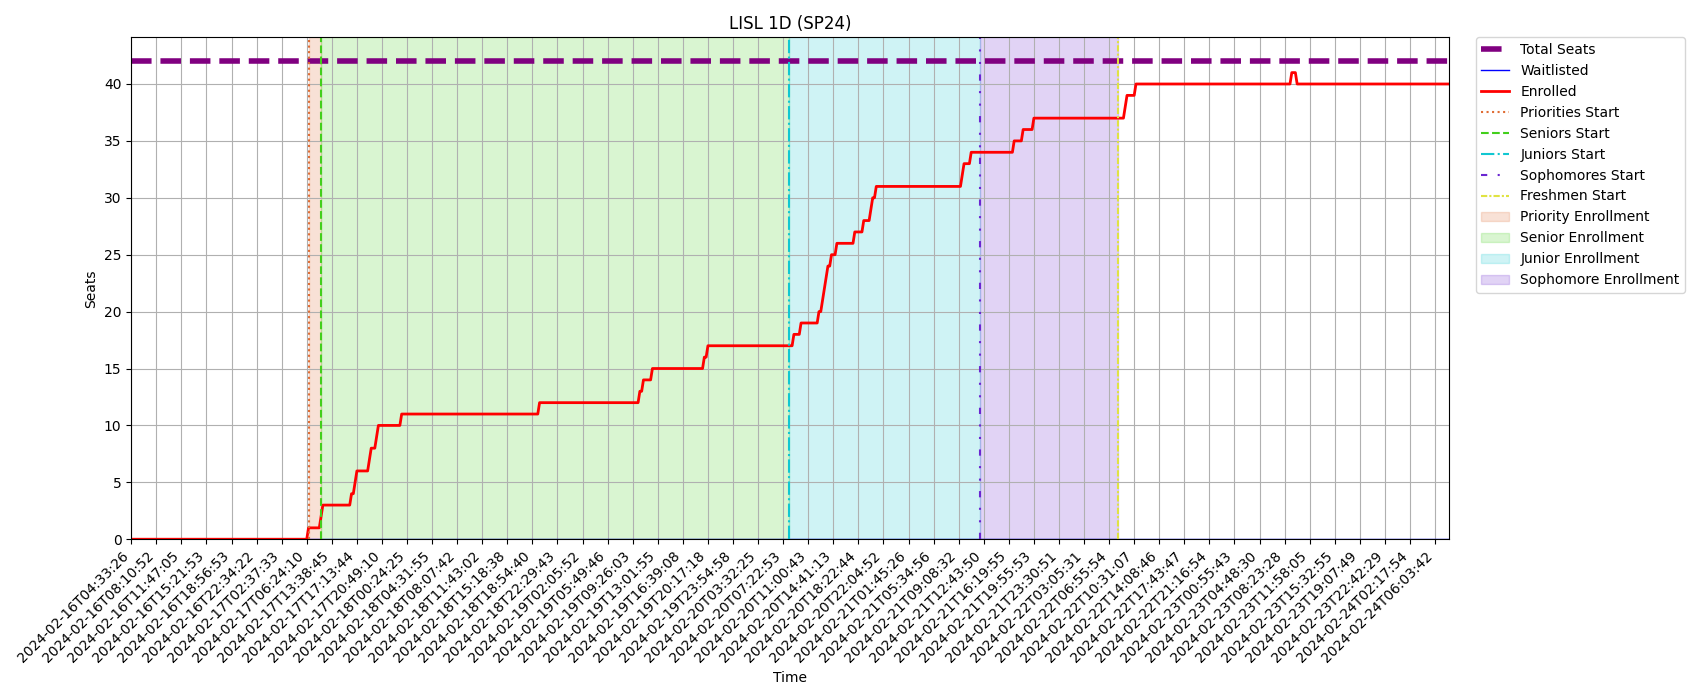 LISL 1D (SP24)
Total Seats
Waitlisted
Enrolled
Priorities Start
Seniors Start
Juniors Start
Sophomores Start
Freshmen Start
Priority Enrollment
Senior Enrollment
Junior Enrollment
Sophomore Enrollment
Seats
40
35
30
25
20
15
10
5
0
2024-02-16T04:33:26
2024-02-16T08:10:52
2024-02-16T11:47:05
2024-02-16T15:21:53
2024-02-16T18:56:53
2024-02-16T22:34:22
2024-02-17T02:37:33
2024-02-17T06:24:10
2024-02-17T13:38:45
2024-02-17T17:13:44
2024-02-17T20:49:10
2024-02-18T00:24:25
2024-02-18T04:31:55
2024-02-18T08:07:42
2024-02-18T11:43:02
2024-02-18T15:18:38
2024-02-18T18:54:40
2024-02-18T22:29:43
2024-02-19T02:05:52
2024-02-19T05:49:46
2024-02-19T09:26:03
2024-02-19T13:01:55
2024-02-19T16:39:08
2024-02-19T20:17:18
2024-02-19T23:54:58
2024-02-20T03:32:25
2024-02-20T07:22:53
2024-02-20T11:00:43
2024-02-20T14:41:13
2024-02-20T18:22:44
2024-02-20T22:04:52
2024-02-21T01:45:26
2024-02-21T05:34:56
2024-02-21T09:08:32
2024-02-21T12:43:50
2024-02-21T16:19:55
2024-02-21T19:55:53
2024-02-21T23:30:51
2024-02-22T03:05:31
2024-02-22T06:55:54
2024-02-22T10:31:07
2024-02-22T14:08:46
2024-02-22T17:43:47
2024-02-22T21:16:54
2024-02-23T00:55:43
2024-02-23T04:48:30
2024-02-23T08:23:28
2024-02-23T11:58:05
2024-02-23T15:32:55
2024-02-23T19:07:49
2024-02-23T22:42:29
2024-02-24T02:17:54
2024-02-24T06:03:42
Time